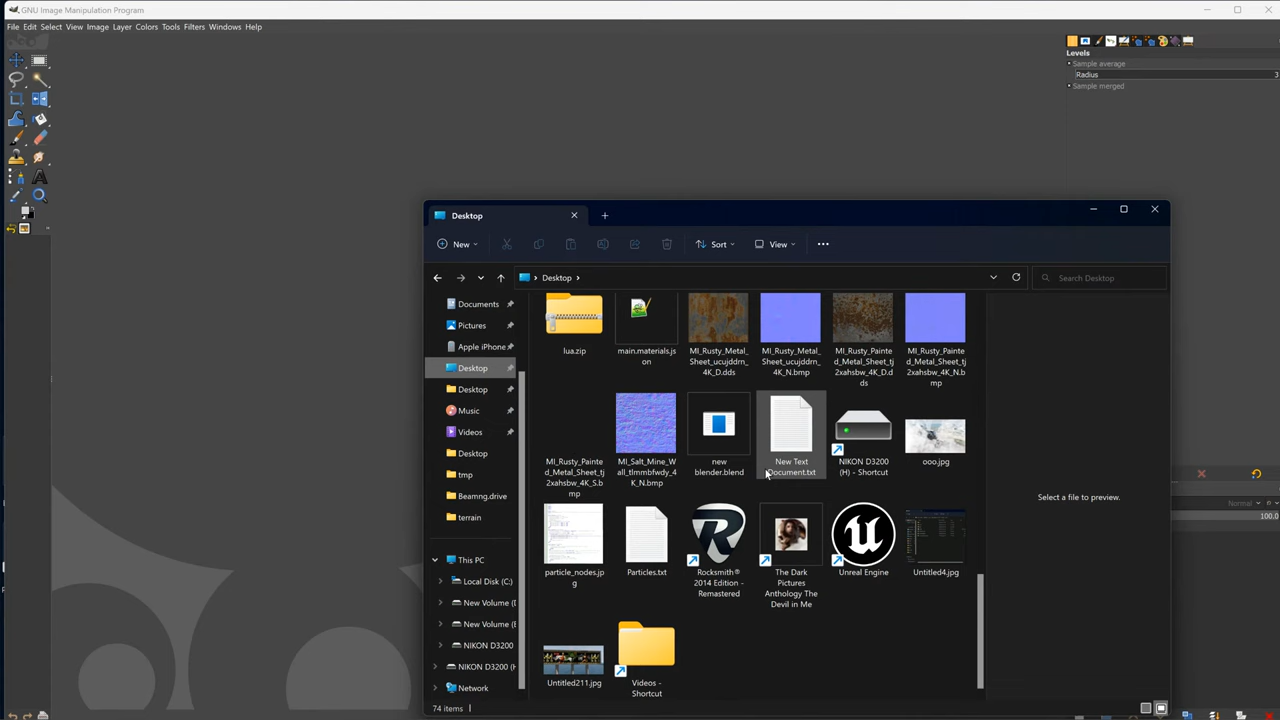 GNU Image Manipulation Program
File Edit Select View Image Layer Colors Tools Filters Windows Help
Levels
Sample average
Radius 3
Sample merged
Normal
100.0
Desktop
New
Sort
View
Desktop
Search Desktop
Documents
Pictures
Apple iPhone
Desktop
Desktop
Music
Videos
Desktop
tmp
Beamng.drive
terrain
This PC
Local Disk (C:)
New Volume (
New Volume (
NIKON D3200
NIKON D3200 (
Network
lua.zip
main.materials.js
on
MI_Rusty_Metal_
Sheet_ucujddrn_
4K_D.dds
MI_Rusty_Metal_
Sheet_ucujddrn_
4K_N.bmp
MI_Rusty_Painte
d_Metal_Sheet_tj
2xahsbw_4K_D.d
ds
MI_Rusty_Painte
d_Metal_Sheet_tj
2xahsbw_4K_N.b
mp
MI_Rusty_Painte
d_Metal_Sheet_tj
2xahsbw_4K_S.b
mp
MI_Salt_Mine_W
all_tlmmbfwdy_4
K_N.bmp
new
blender.blend
New Text
Document.txt
NIKON D3200
(H) - Shortcut
ooo.jpg
particle_nodes.jp
g
Particles.txt
Rocksmith®
2014 Edition -
Remastered
The Dark
Pictures
Anthology The
Devil in Me
Unreal Engine
Untitled4.jpg
Untitled211.jpg
Videos -
Shortcut
Select a file to preview.
74 items